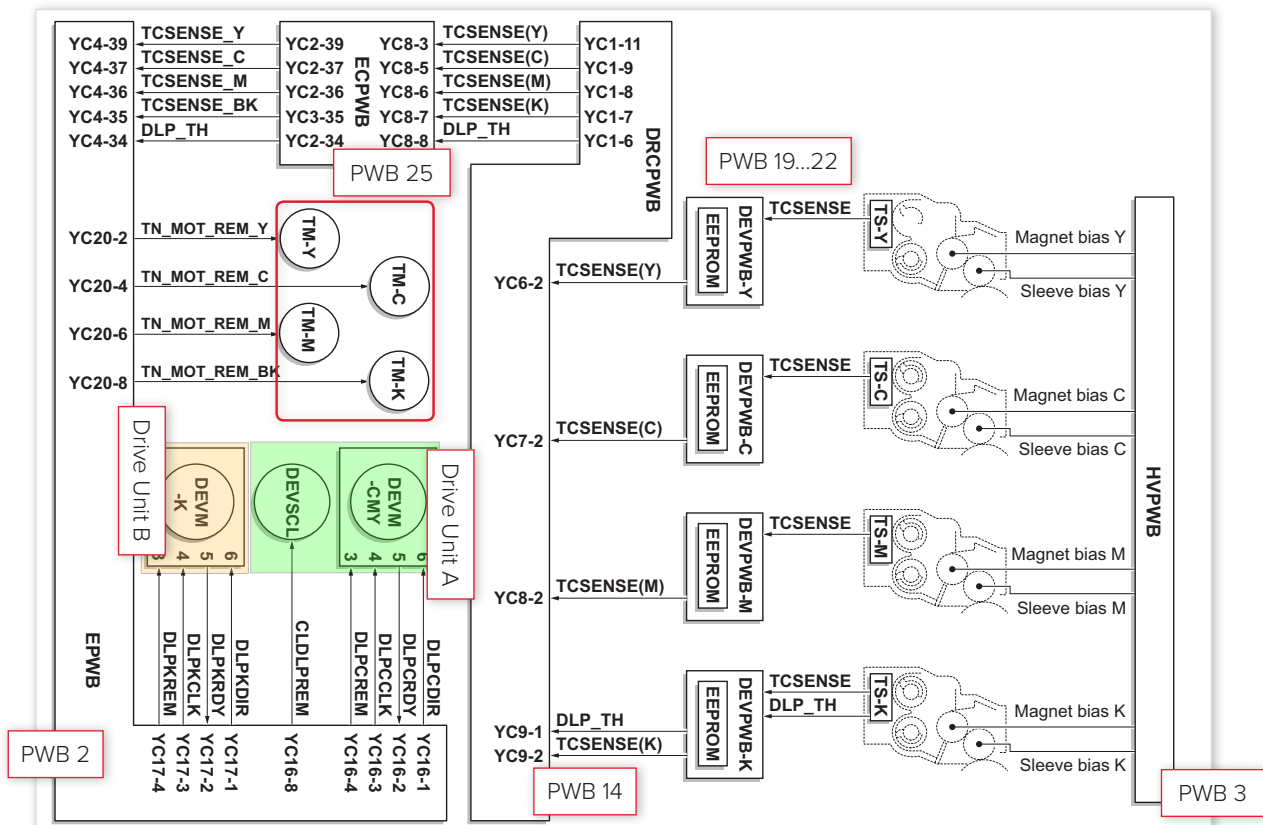 YC4-39 TCSENSE_Y YC2-39 YC8-3 TCSENSE(Y) YC1-11
YC4-37 TCSENSE_C YC2-37 YC8-5 TCSENSE(C) YC1-9
YC4-36 TCSENSE_M YC2-36 YC8-6 TCSENSE(M) YC1-8
YC4-35 TCSENSE_BK YC3-35 YC8-7 TCSENSE(K) YC1-7
YC4-34 DLP_TH YC2-34 YC8-8 DLP_TH YC1-6
ECPWB
DRCPWB
PWB 25
PWB 19...22
YC20-2 TN_MOT_REM_Y TM-Y
YC20-4 TN_MOT_REM_C TM-C
YC20-6 TN_MOT_REM_M TM-M
YC20-8 TN_MOT_REM_BK TM-K
YC6-2 TCSENSE(Y) EEPROM DEVPWB-Y TCSENSE TS-Y
Magnet bias Y
Sleeve bias Y
YC7-2 TCSENSE(C) EEPROM DEVPWB-C TCSENSE TS-C
Magnet bias C
Sleeve bias C
YC8-2 TCSENSE(M) EEPROM DEVPWB-M TCSENSE TS-M
Magnet bias M
Sleeve bias M
YC9-1 DLP_TH
YC9-2 TCSENSE(K) EEPROM DEVPWB-K TCSENSE DLP_TH TS-K
Magnet bias K
Sleeve bias K
HVPWB
Drive Unit B
DEVM
-K
3 4 5 6
DEVSCL
DEVM
-CMY
3 4 5 6
Drive Unit A
EPWB
DLPKREM
DLPKCLK
DLPKRDY
DLPKDIR
CLDLPREM
DLPCREM
DLPCCLK
DLPCRDY
DLPCDIR
YC17-4
YC17-3
YC17-2
YC17-1
YC16-8
YC16-4
YC16-3
YC16-2
YC16-1
PWB 2
PWB 14
PWB 3